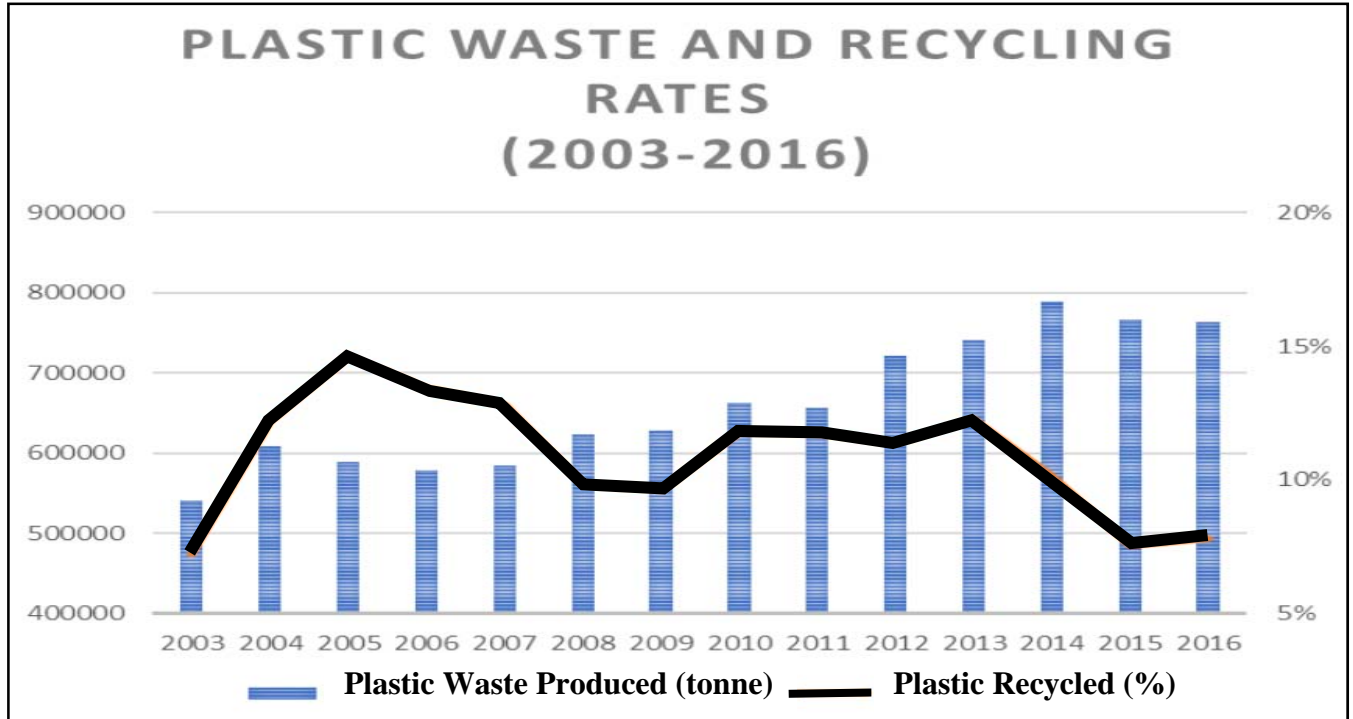 PLASTIC WASTE AND RECYCLING
RATES
(2003-2016)
900000 20%
800000
700000 15%
600000
500000 10%
400000 5%
2003 2004 2005 2006 2007 2008 2009 2010 2011 2012 2013 2014 2015 2016
Plastic Waste Produced (tonne) Plastic Recycled (%)